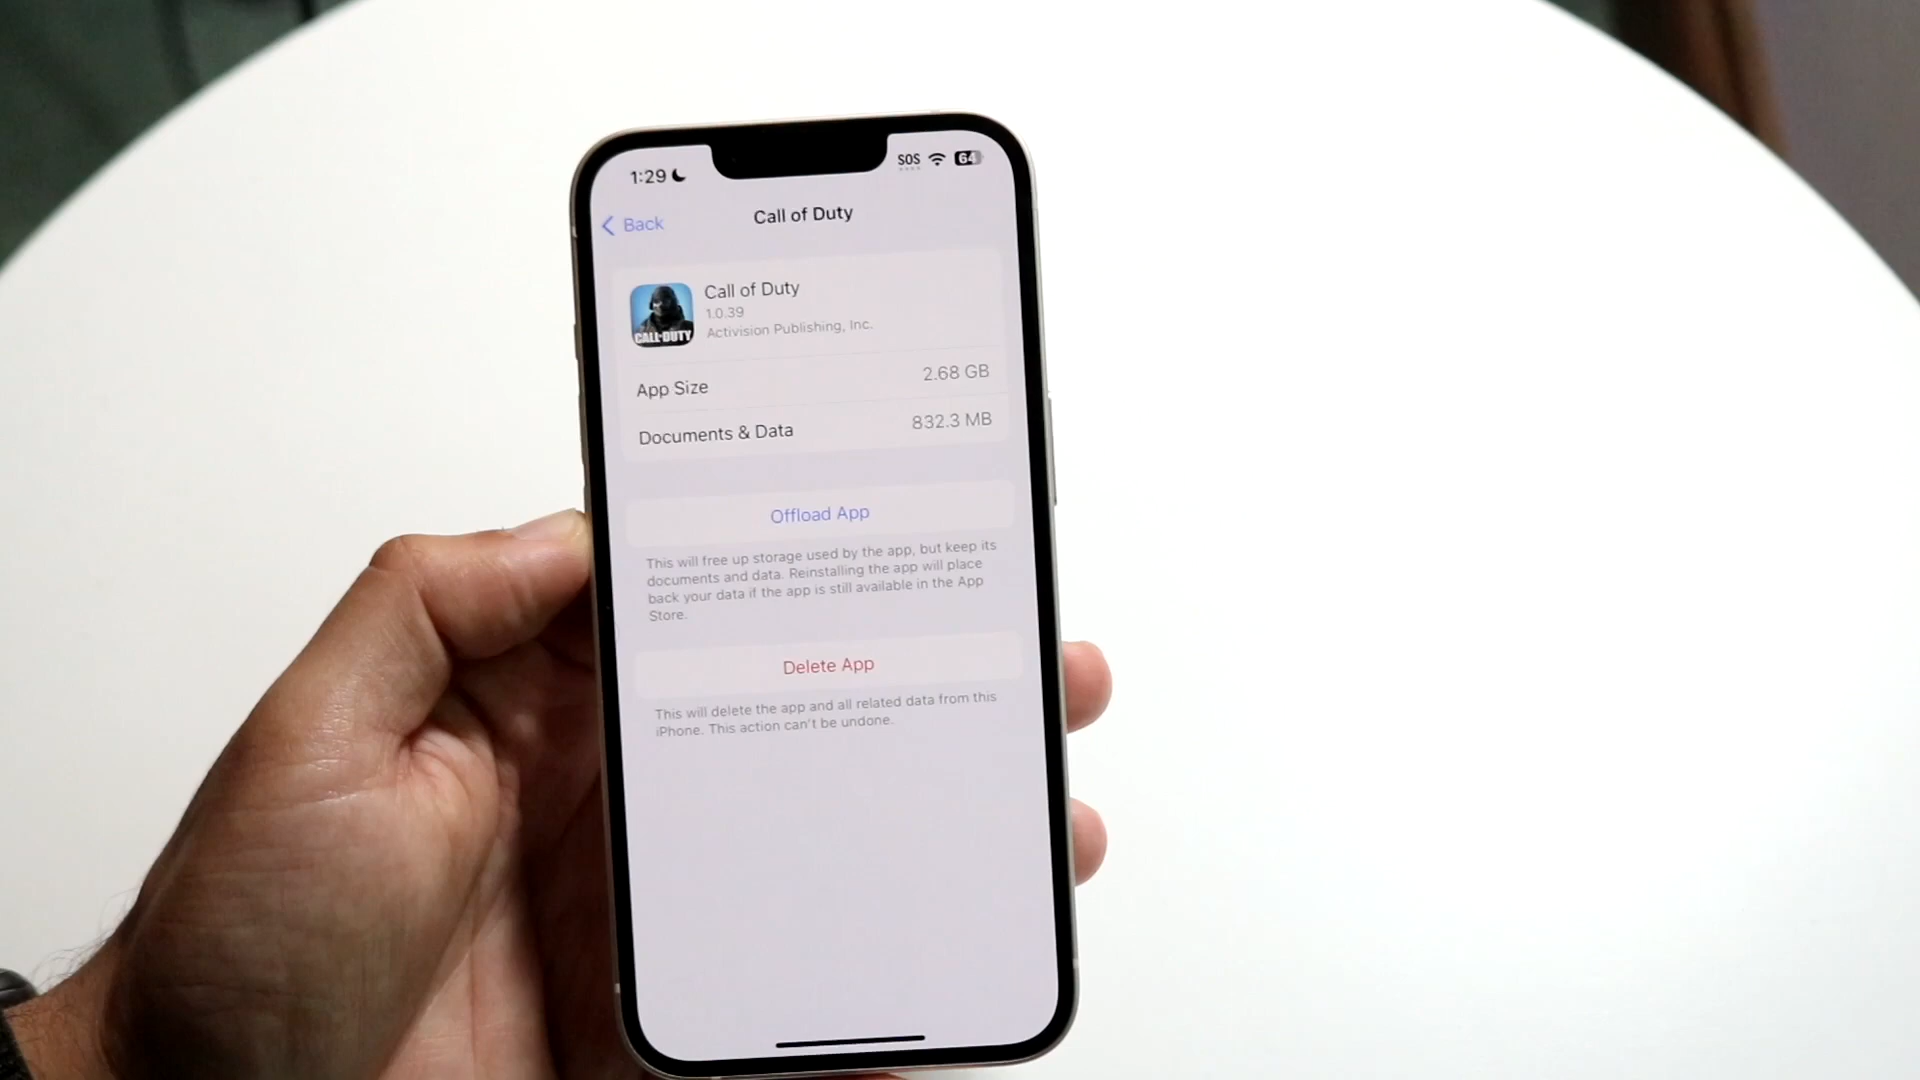 1:29
SOS 64
Back
Call of Duty
CALL OF DUTY
Call of Duty
1.0.39
Activision Publishing, Inc.
App Size 2.68 GB
Documents & Data 832.3 MB
Offload App
This will free up storage used by the app, but keep its
documents and data. Reinstalling the app will place
back your data if the app is still available in the App
Store.
Delete App
This will delete the app and all related data from this
iPhone. This action can't be undone.